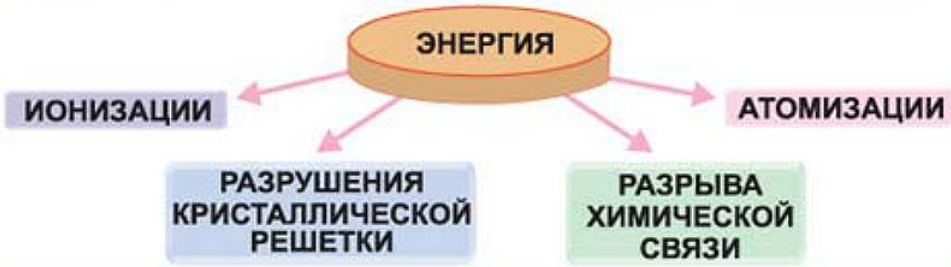 ЭНЕРГИЯ
ИОНИЗАЦИИ
АТОМИЗАЦИИ
РАЗРУШЕНИЯ
КРИСТАЛЛИЧЕСКОЙ
РЕШЕТКИ
РАЗРЫВА
ХИМИЧЕСКОЙ
СВЯЗИ